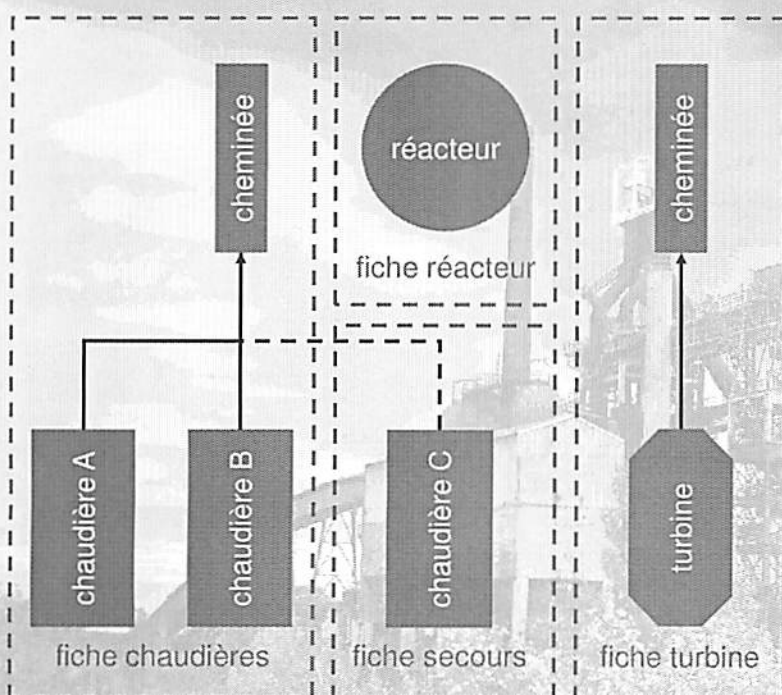 cheminée
chaudière A
chaudière B
fiche chaudières
réacteur
fiche réacteur
chaudière C
fiche secours
cheminée
turbine
fiche turbine